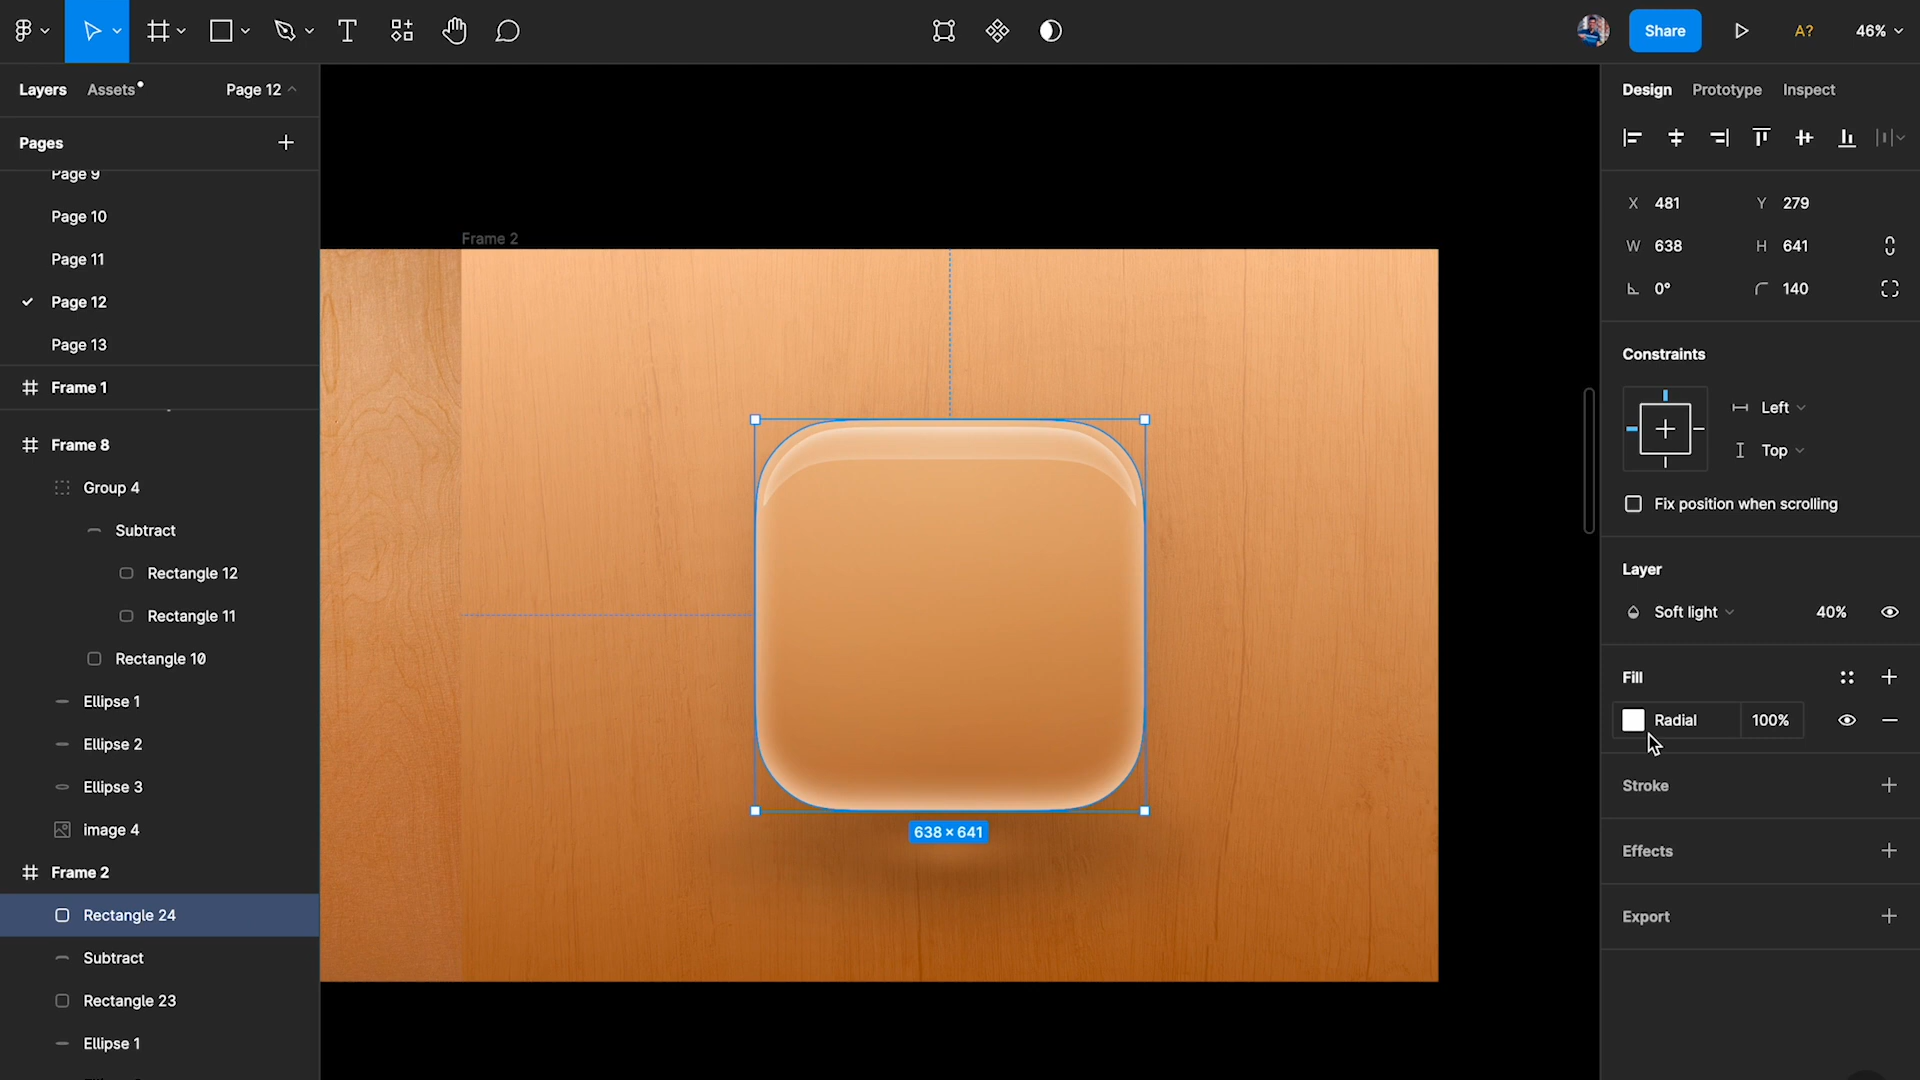 Share
A?
46%
Layers
Assets
Page 12
Pages
Page 9
Page 10
Page 11
Page 12
Page 13
Frame 1
Frame 8
Group 4
Subtract
Rectangle 12
Rectangle 11
Rectangle 10
Ellipse 1
Ellipse 2
Ellipse 3
image 4
Frame 2
Rectangle 24
Subtract
Rectangle 23
Ellipse 1
Frame 2
638 × 641
Design
Prototype
Inspect
X 481
Y 279
W 638
H 641
0°
140
Constraints
Left
Top
Fix position when scrolling
Layer
Soft light
40%
Fill
Radial
100%
Stroke
Effects
Export